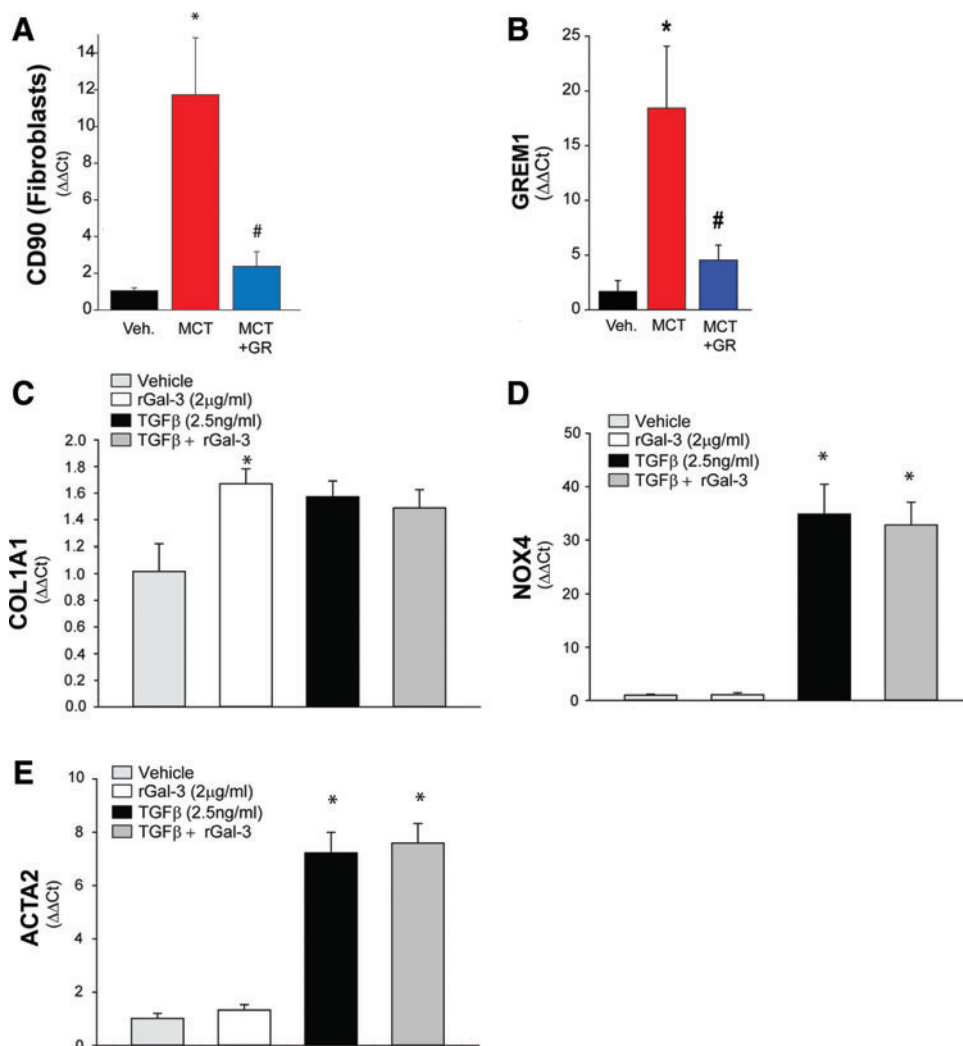 A
CD90 (Fibroblasts)
(ΔΔCt)
14
12
10
8
6
4
2
0
*
#
Veh.
MCT
MCT
+GR
B
GREM1
(ΔΔCt)
25
20
15
10
5
0
*
#
Veh.
MCT
MCT
+GR
C
Vehicle
rGal-3 (2μg/ml)
TGFβ (2.5ng/ml)
TGFβ + rGal-3
COL1A1
(ΔΔCt)
2.0
1.8
1.6
1.4
1.2
1.0
0.8
0.6
0.4
0.2
0.0
*
D
Vehicle
rGal-3 (2μg/ml)
TGFβ (2.5ng/ml)
TGFβ + rGal-3
NOX4
(ΔΔCt)
50
40
30
20
10
0
*
*
E
Vehicle
rGal-3 (2μg/ml)
TGFβ (2.5ng/ml)
TGFβ + rGal-3
ACTA2
(ΔΔCt)
10
8
6
4
2
0
*
*